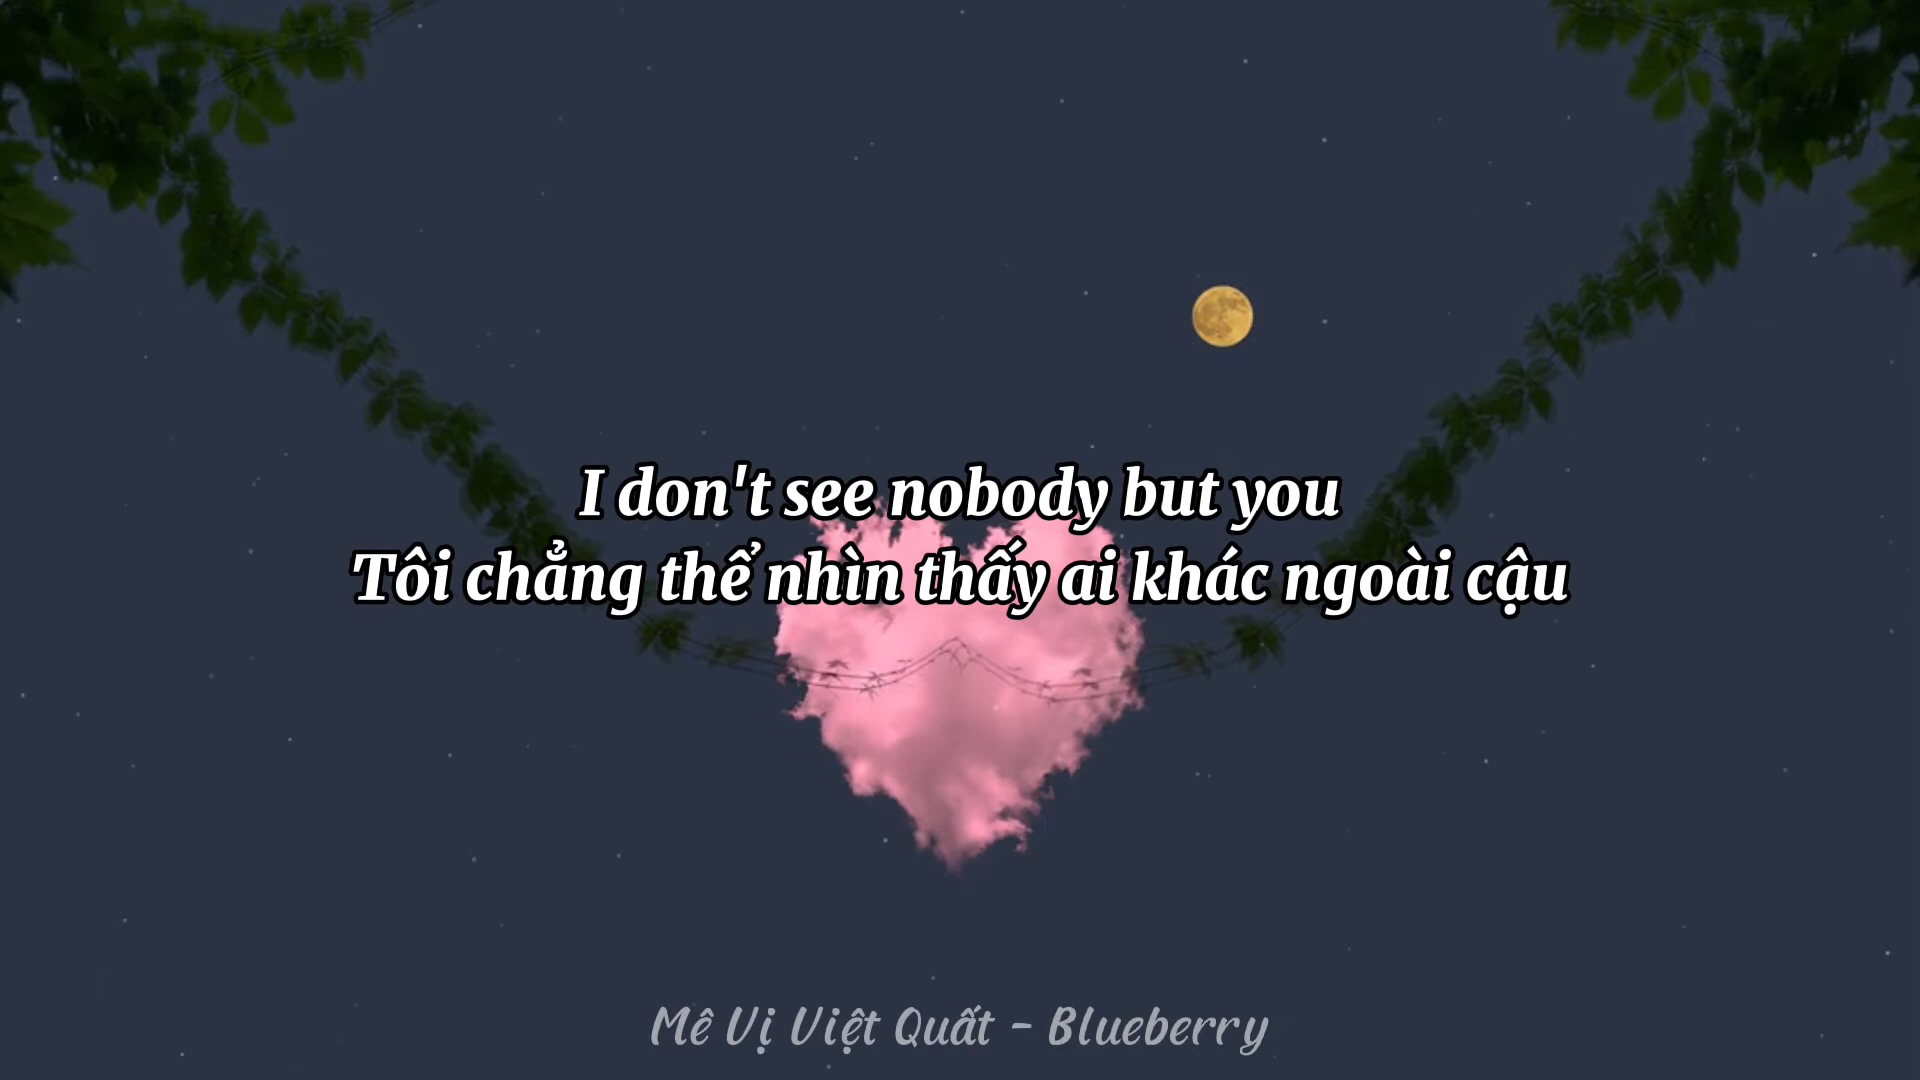 I don't see nobody but you
Tôi chẳng thể nhìn thấy ai khác ngoài cậu
Mê Vị Việt Quất - Blueberry